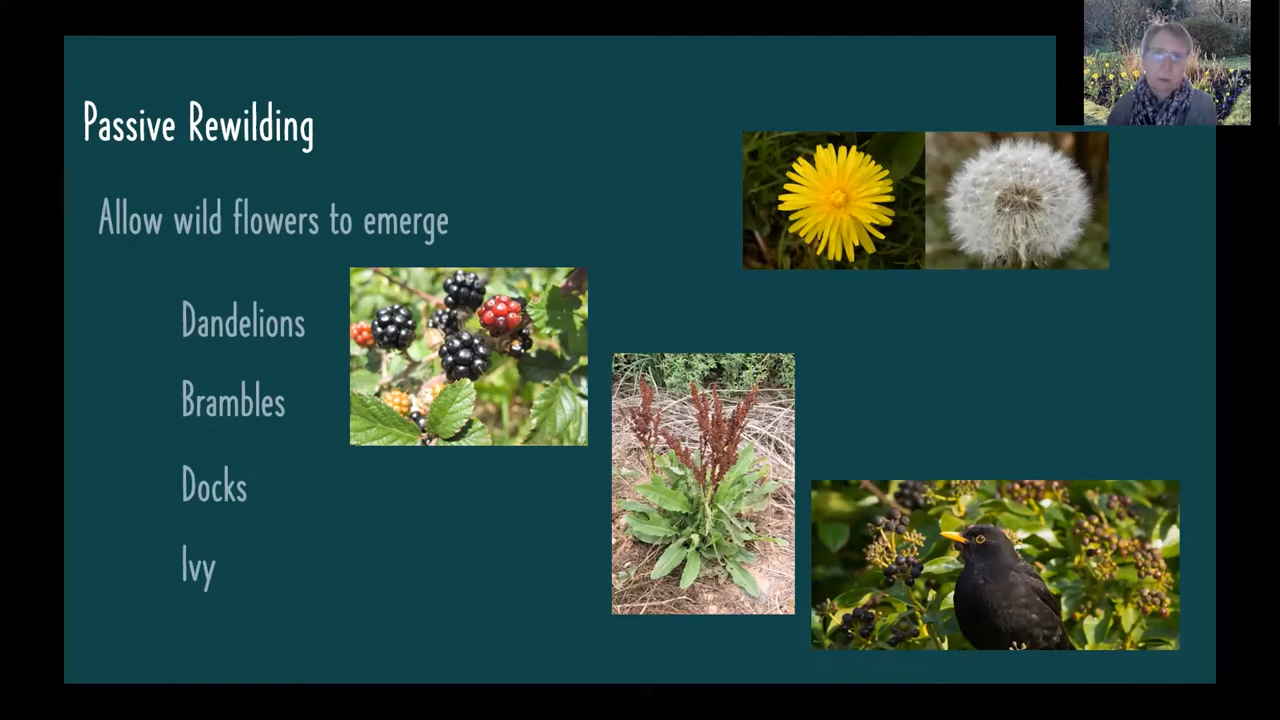 Passive Rewilding
Allow wild flowers to emerge
Dandelions
Brambles
Docks
Ivy